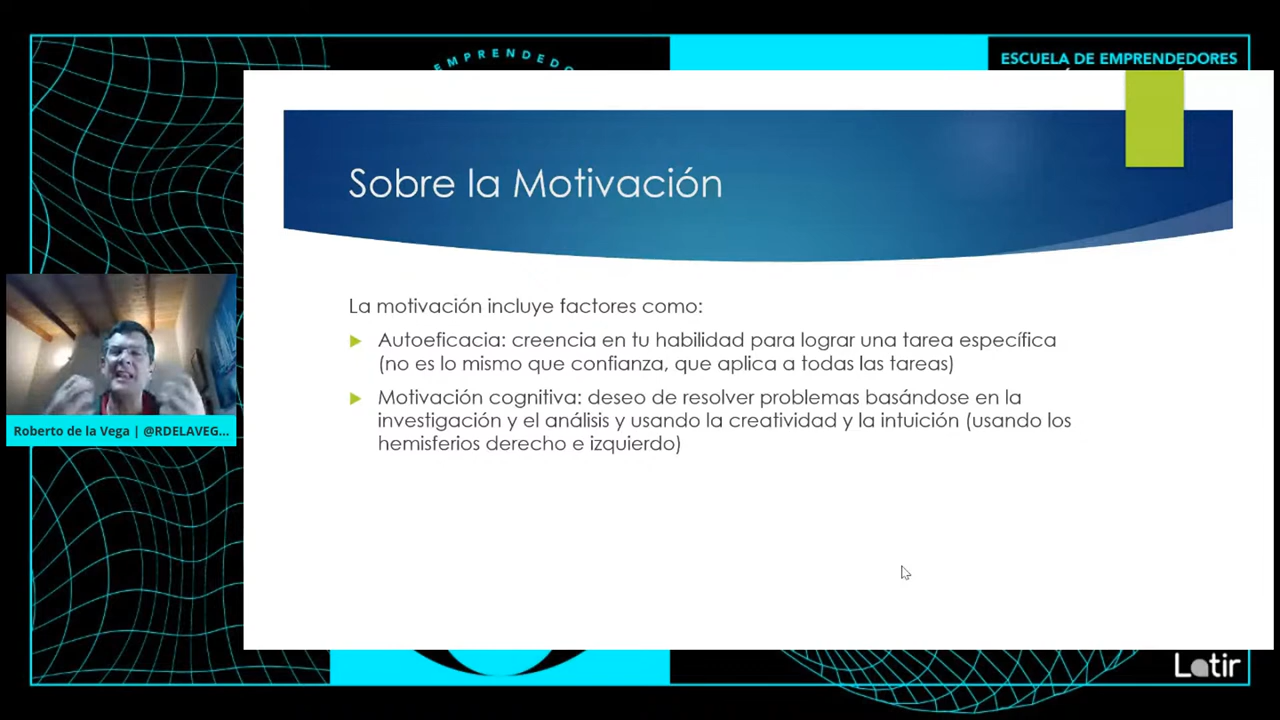 EMPRENDEDO
ESCUELA DE EMPRENDEDORES
Sobre la Motivación
La motivación incluye factores como:
Autoeficacia: creencia en tu habilidad para lograr una tarea específica
(no es lo mismo que confianza, que aplica a todas las tareas)
Motivación cognitiva: deseo de resolver problemas basándose en la
investigación y el análisis y usando la creatividad y la intuición (usando los
hemisferios derecho e izquierdo)
Roberto de la Vega | @RDELAVEG...
Latir